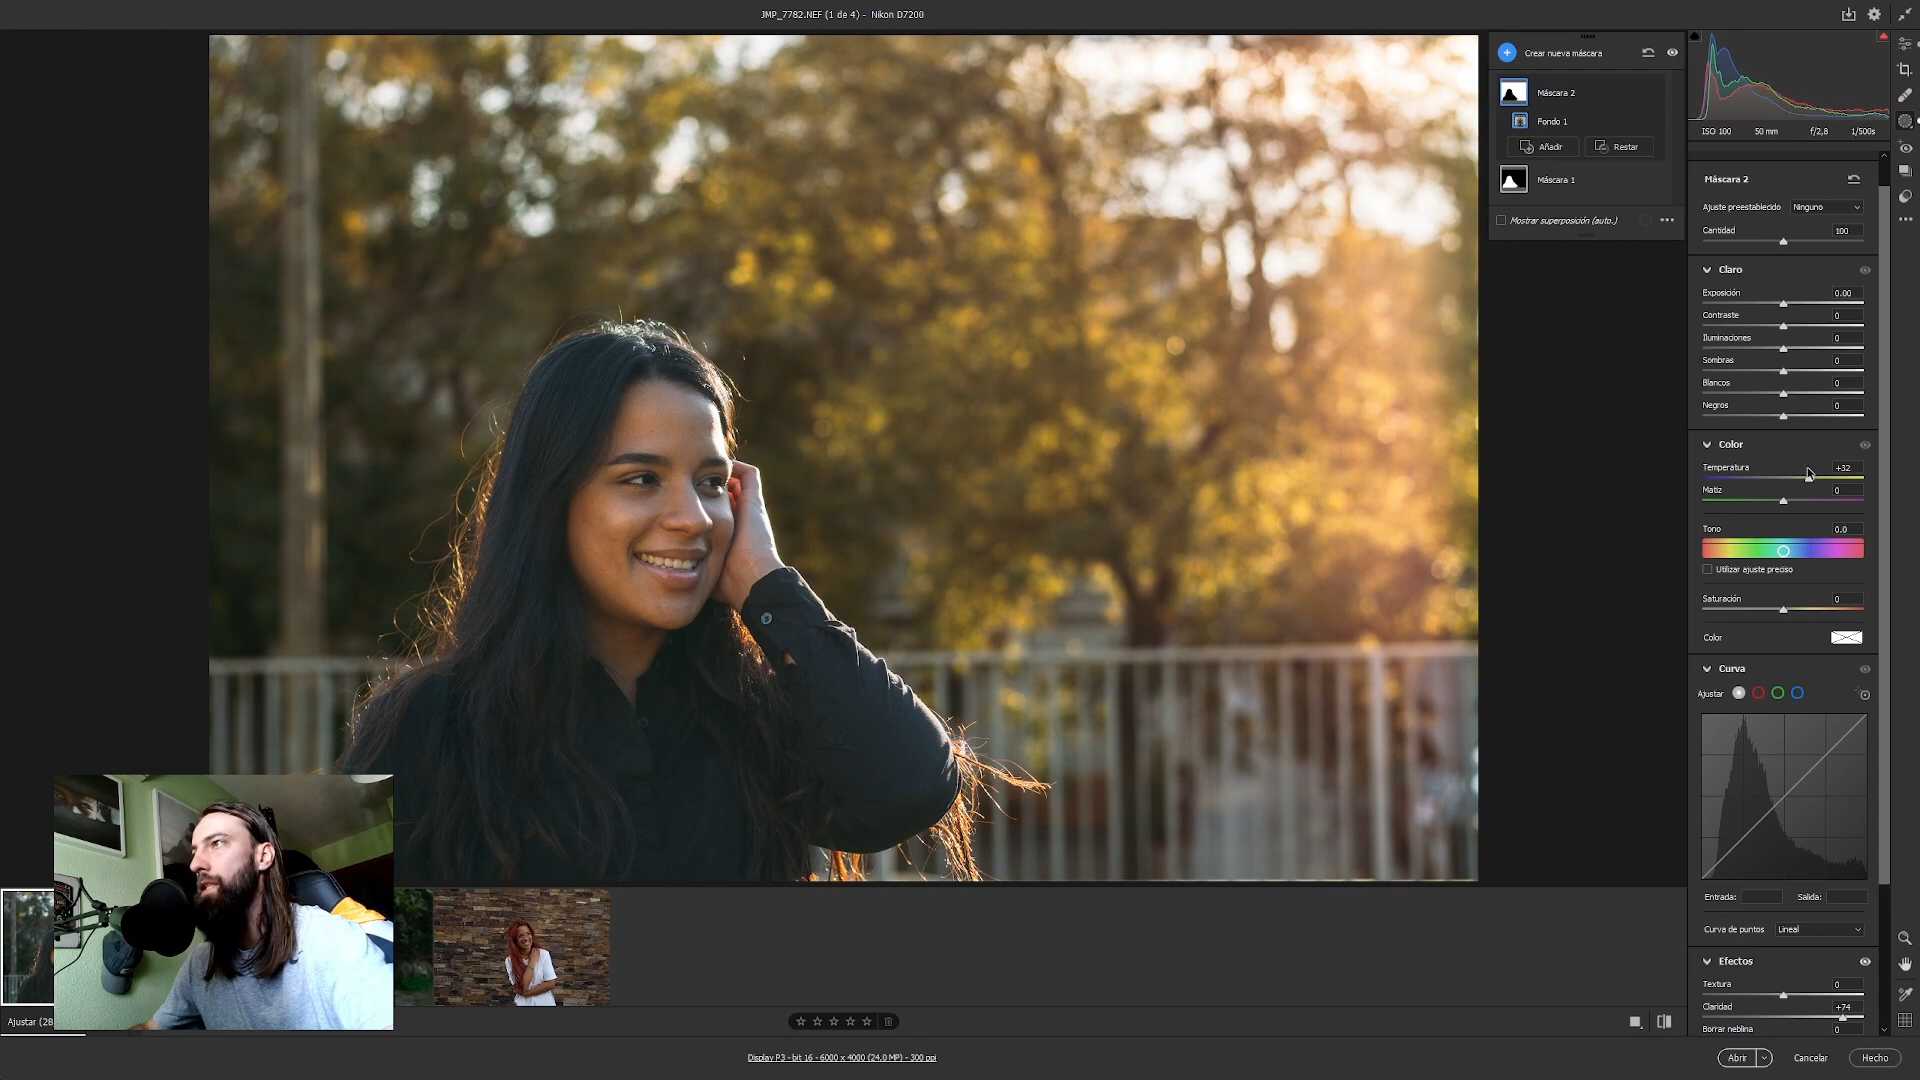 JMP_7782.NEF (1 de 4) - Nikon D7200
Crear nueva máscara
Máscara 2
Fondo 1
Añadir
Restar
Máscara 1
Mostrar superposición (auto.)
ISO 100 50 mm f/2,8 1/500s
Máscara 2
Ajuste preestablecido Ninguno
Cantidad 100
Claro
Exposición 0.00
Contraste 0
Iluminaciones 0
Sombras 0
Blancos 0
Negros 0
Color
Temperatura +32
Matiz 0
Tono 0.0
Utilizar ajuste preciso
Saturación 0
Color
Curva
Ajustar
Entrada: Salida:
Curva de puntos Lineal
Efectos
Textura 0
Claridad +74
Borrar neblina 0
Ajustar (28
Display P3 - bit 16 - 6000 x 4000 (24,0 MP) - 300 ppi
Abrir
Cancelar
Hecho